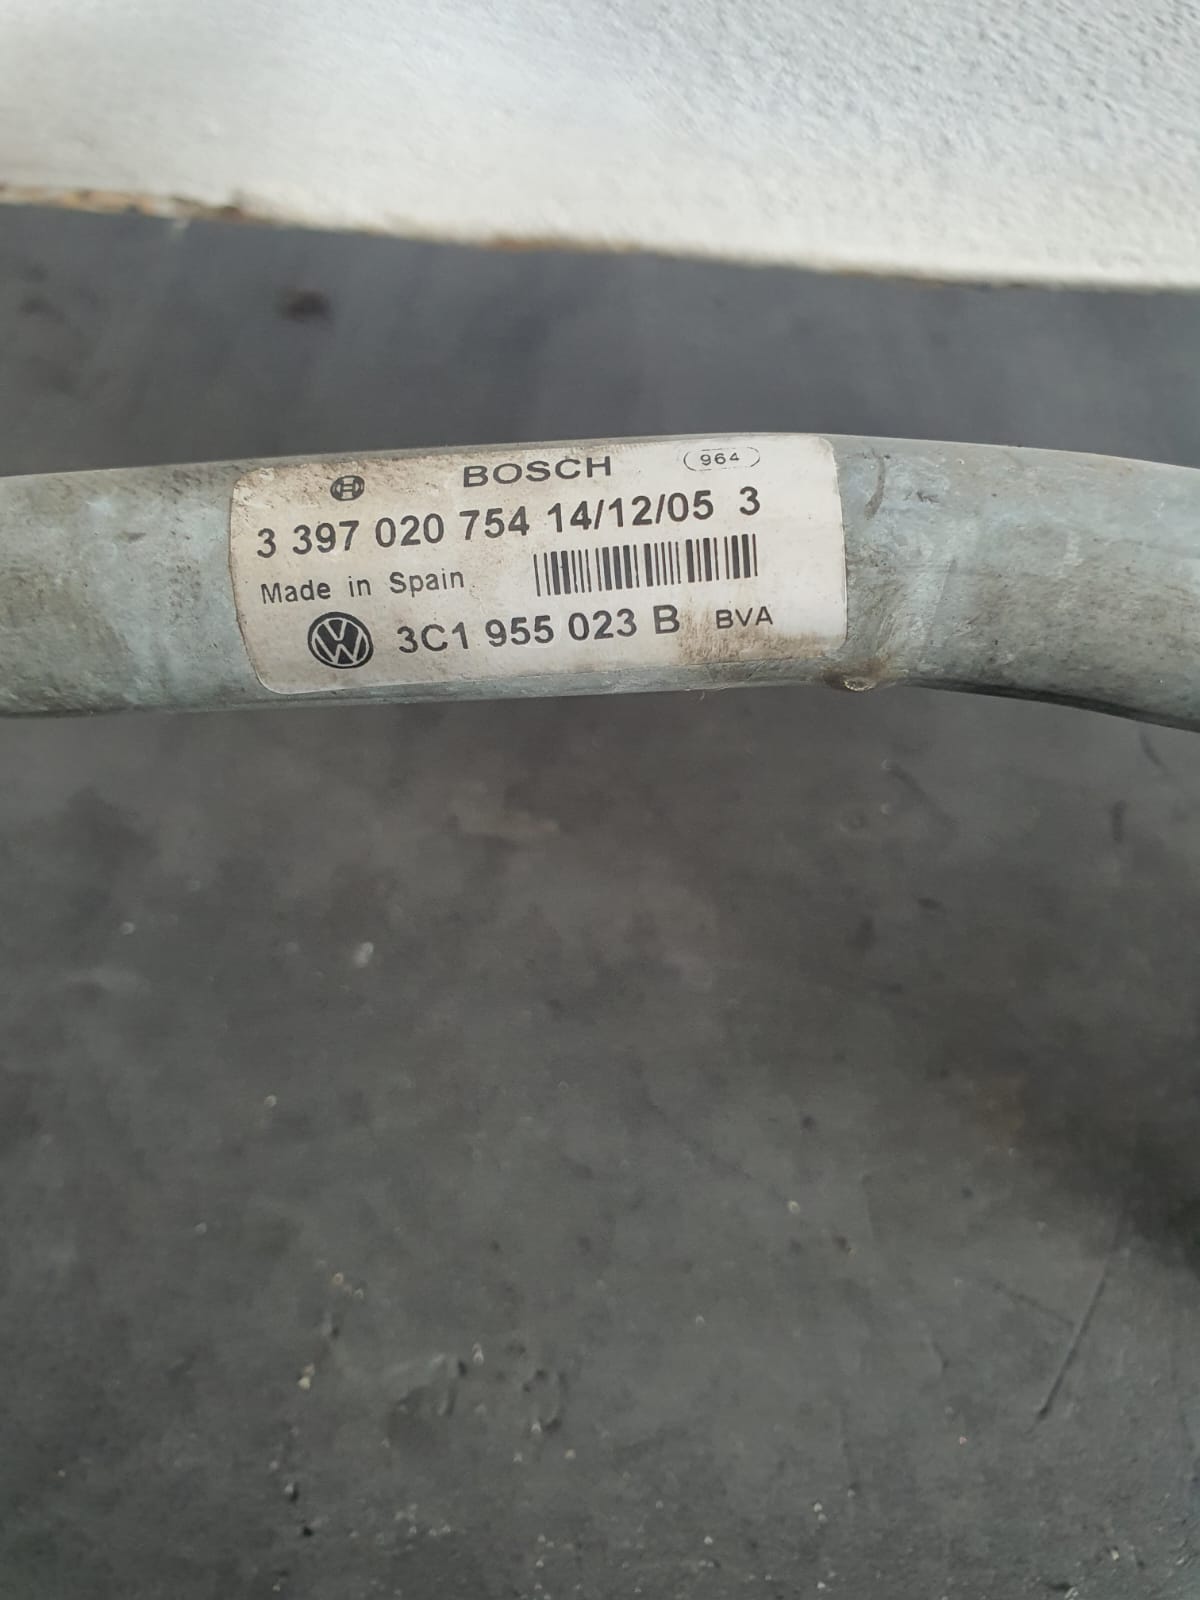 BOSCH 964
3 397 020 754 14/12/05 3
Made in Spain
3C1 955 023 B BVA